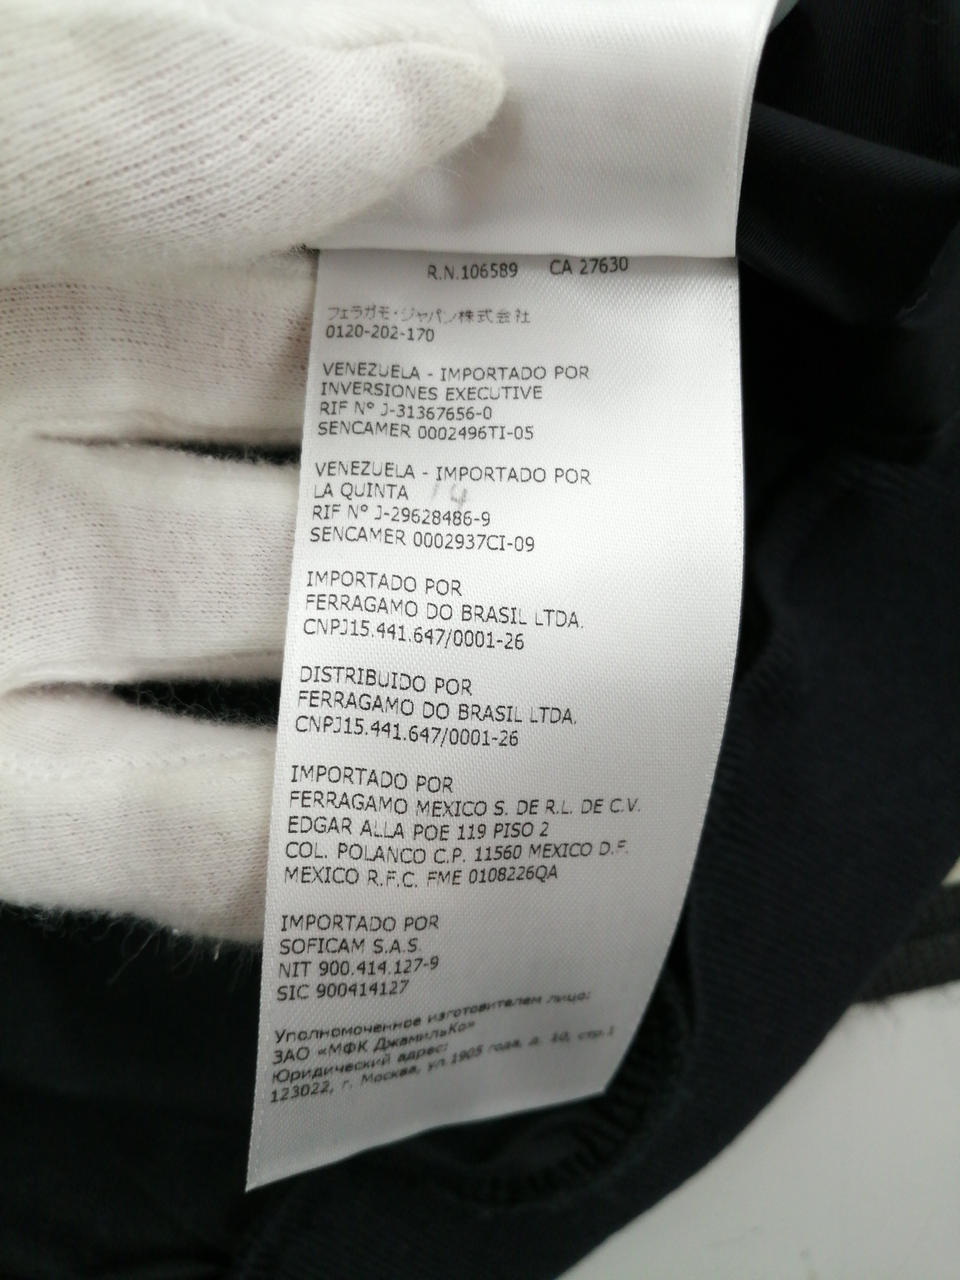 R.N.106589 CA 27630
フェラガモ・ジャパン株式会社
0120-202-170
VENEZUELA - IMPORTADO POR
INVERSIONES EXECUTIVE
RIF Nº J-31367656-0
SENCAMER 0002496TI-05
VENEZUELA - IMPORTADO POR
LA QUINTA 14
RIF Nº J-29628486-9
SENCAMER 0002937CI-09
IMPORTADO POR
FERRAGAMO DO BRASIL LTDA.
CNPJ15.441.647/0001-26
DISTRIBUIDO POR
FERRAGAMO DO BRASIL LTDA.
CNPJ15.441.647/0001-26
IMPORTADO POR
FERRAGAMO MEXICO S. DE R.L. DE C.V.
EDGAR ALLA POE 119 PISO 2
COL. POLANCO C.P. 11560 MEXICO D.F.
MEXICO R.F.C. FME 0108226QA
IMPORTADO POR
SOFICAM S.A.S.
NIT 900.414.127-9
SIC 900414127
Уполномоченное изготовителем лицо:
ЗАО «МФК ДжамильКо»
Юридический адрес:
123022, г. Москва, ул.1905 года, д. 10, стр.1